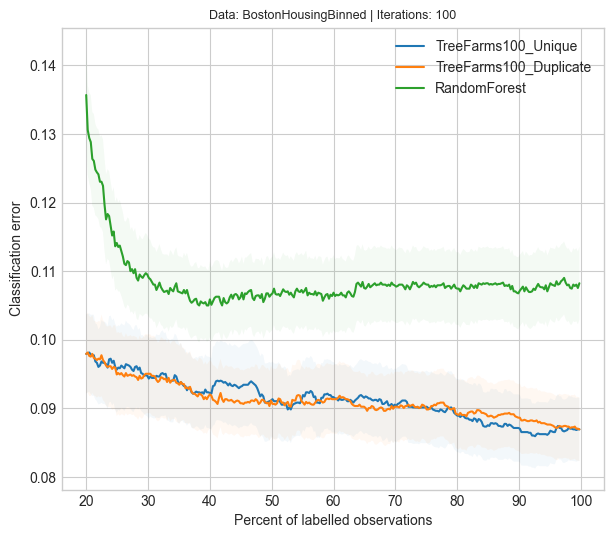 Data: BostonHousingBinned | Iterations: 100
TreeFarms100_Unique
TreeFarms100_Duplicate
RandomForest
Classification error
0.14
0.13
0.12
0.11
0.10
0.09
0.08
20 30 40 50 60 70 80 90 100
Percent of labelled observations